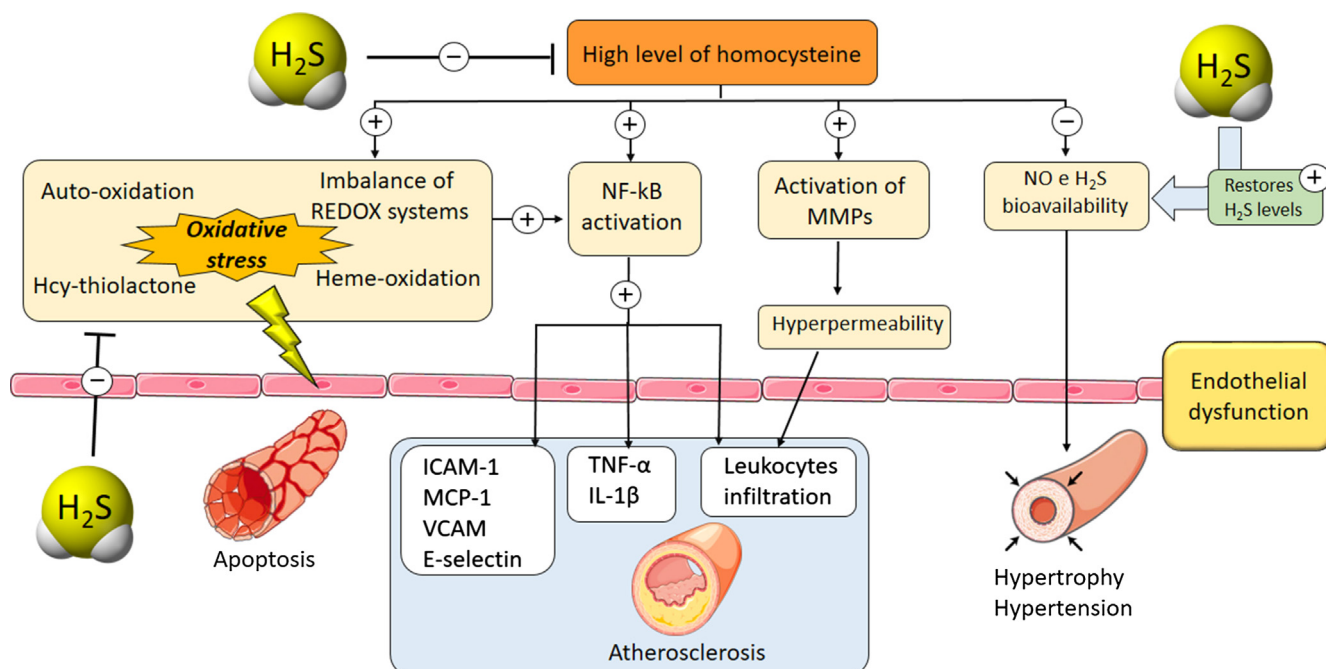 H₂S
−
High level of homocysteine
H₂S
+
+
+
−
Auto-oxidation
Imbalance of
REDOX systems
Oxidative
stress
Hcy-thiolactone
Heme-oxidation
+
NF-kB
activation
Activation of
MMPs
NO e H₂S
bioavailability
Restores
H₂S levels
+
+
Hyperpermeability
−
Endothelial
dysfunction
H₂S
Apoptosis
ICAM-1
MCP-1
VCAM
E-selectin
TNF-α
IL-1β
Leukocytes
infiltration
Atherosclerosis
Hypertrophy
Hypertension